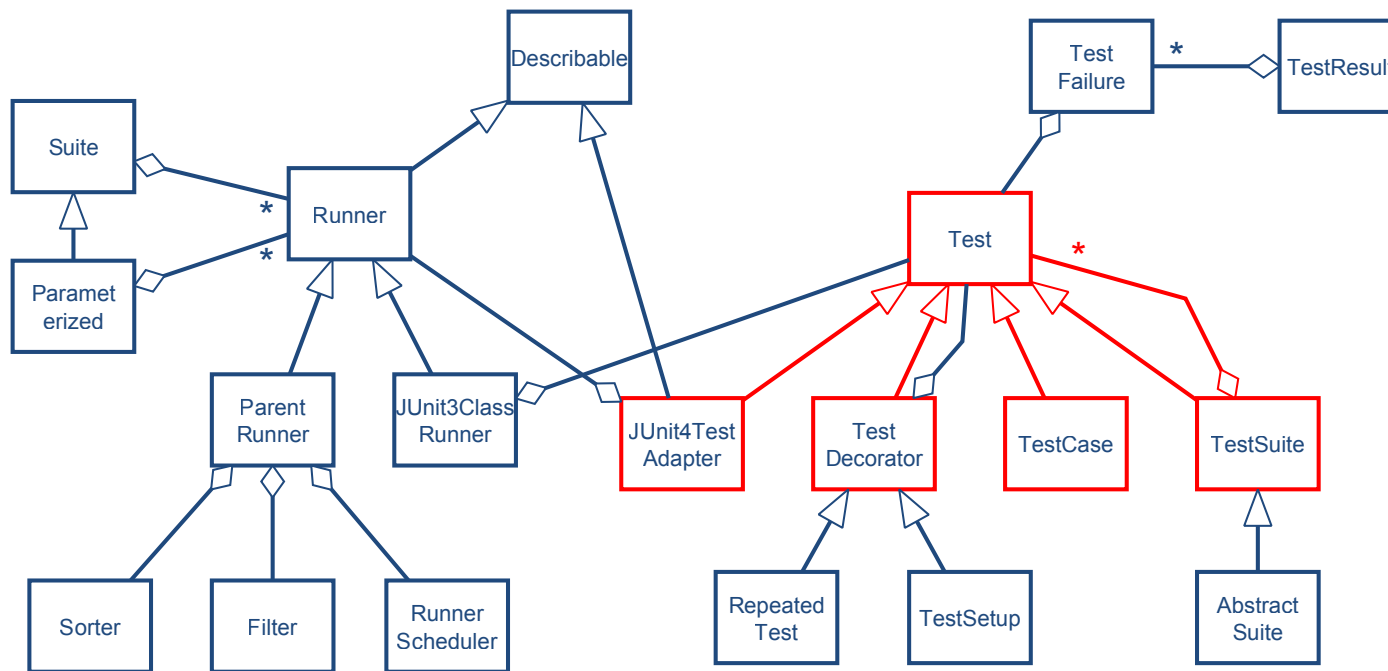 Describable
Test
Failure
*
TestResult
Suite
*
Runner
Test
*
*
Paramet
erized
Parent
Runner
JUnit3Class
Runner
JUnit4Test
Adapter
Test
Decorator
TestCase
TestSuite
Sorter
Filter
Runner
Scheduler
Repeated
Test
TestSetup
Abstract
Suite